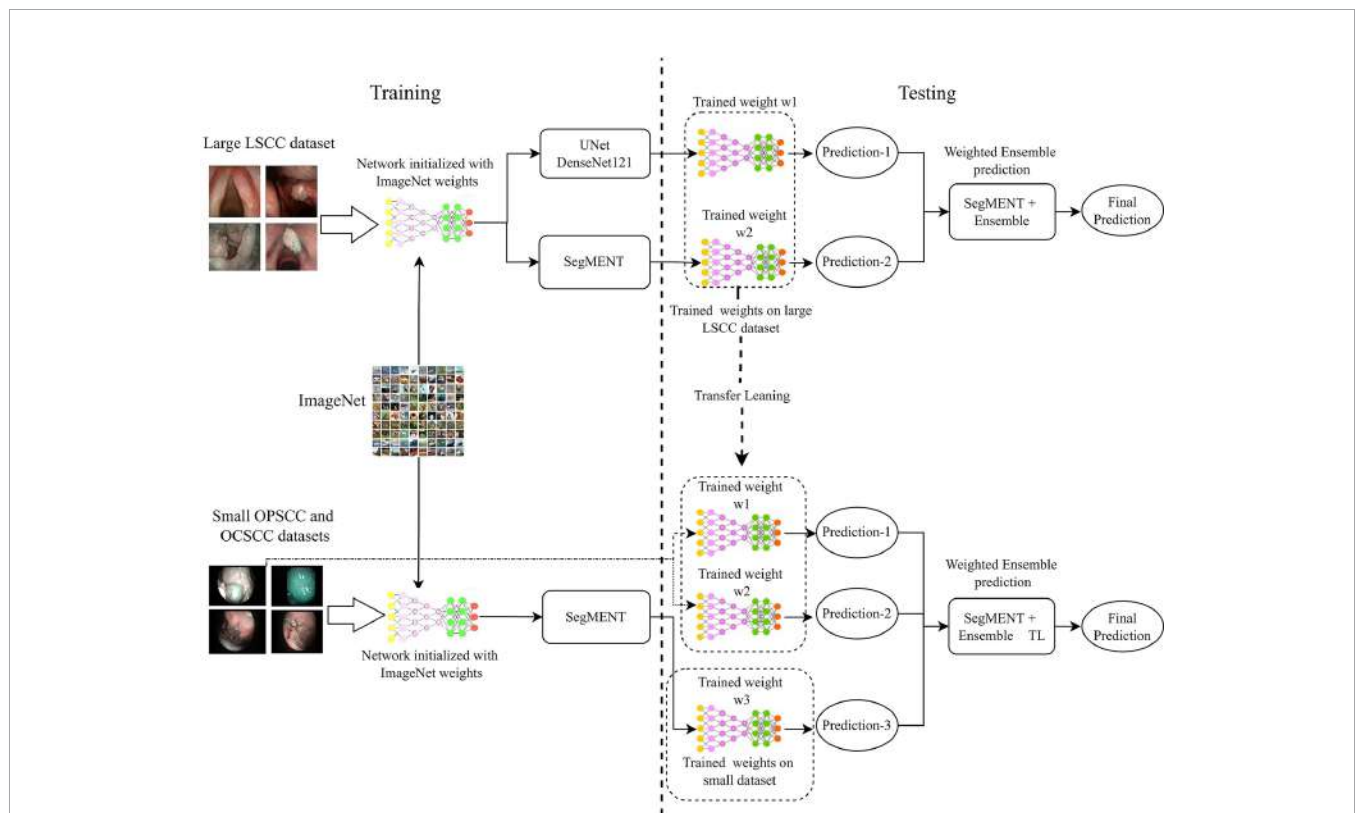 Training
Testing
Large LSCC dataset
Network initialized with
ImageNet weights
UNet
DenseNet121
SegMENT
Trained weight w1
Trained weight
w2
Trained weights on large
LSCC dataset
Prediction-1
Prediction-2
Weighted Ensemble
prediction
SegMENT +
Ensemble
Final
Prediction
ImageNet
Transfer Leaning
Small OPSCC and
OCSCC datasets
Network initialized with
ImageNet weights
SegMENT
Trained weight
w1
Trained weight
w2
Trained weight
w3
Trained weights on
small dataset
Prediction-1
Prediction-2
Prediction-3
Weighted Ensemble
prediction
SegMENT +
Ensemble TL
Final
Prediction